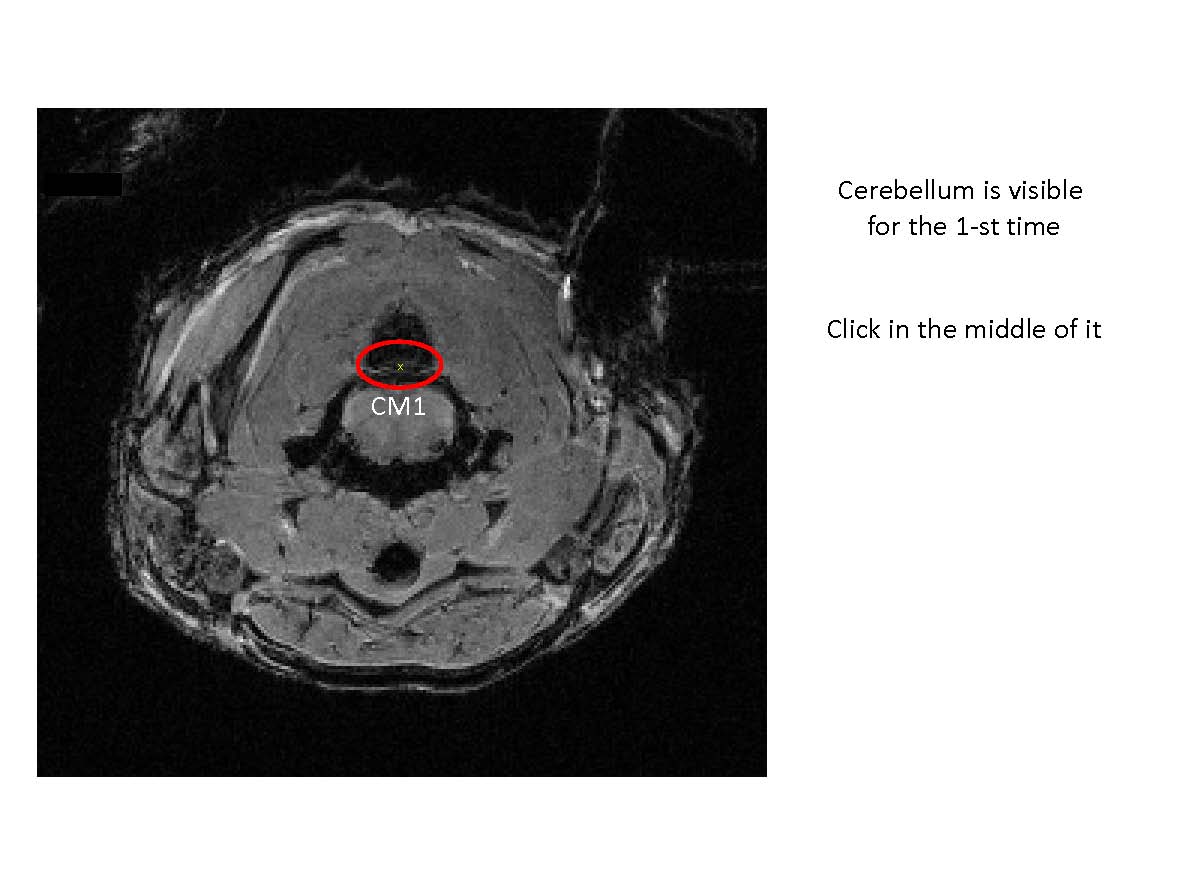 Cerebellum is visible
for the 1-st time
Click in the middle of it
x
CM1